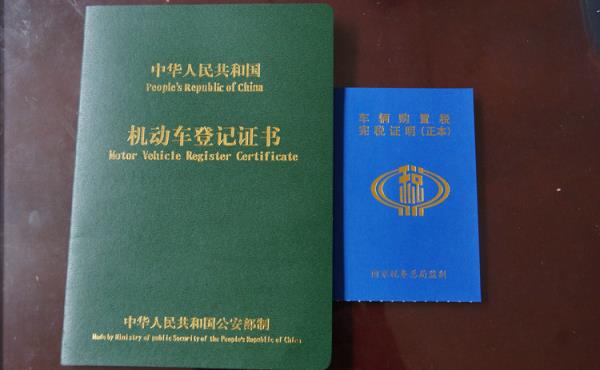 中华人民共和国
People's Republic of China
机动车登记证书
Motor Vehicle Register Certificate
中华人民共和国公安部制
Made by Ministry of public Security of the People's Republic of China
车辆购置税
完税证明(正本)
税
国家税务总局监制